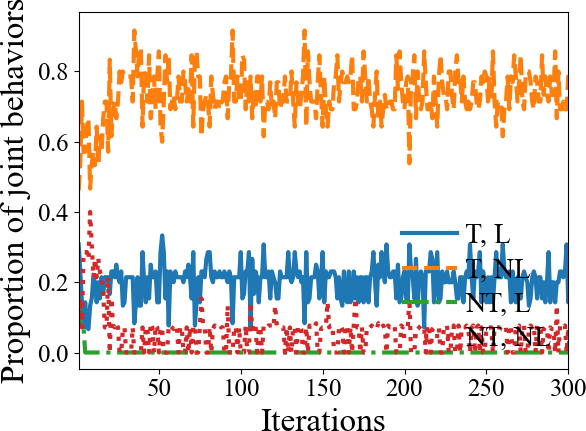 Proportion of joint behaviors
0.8
0.6
0.4
0.2
0.0
T, L
T, NL
NT, L
NT, NL
50
100
150
200
250
300
Iterations